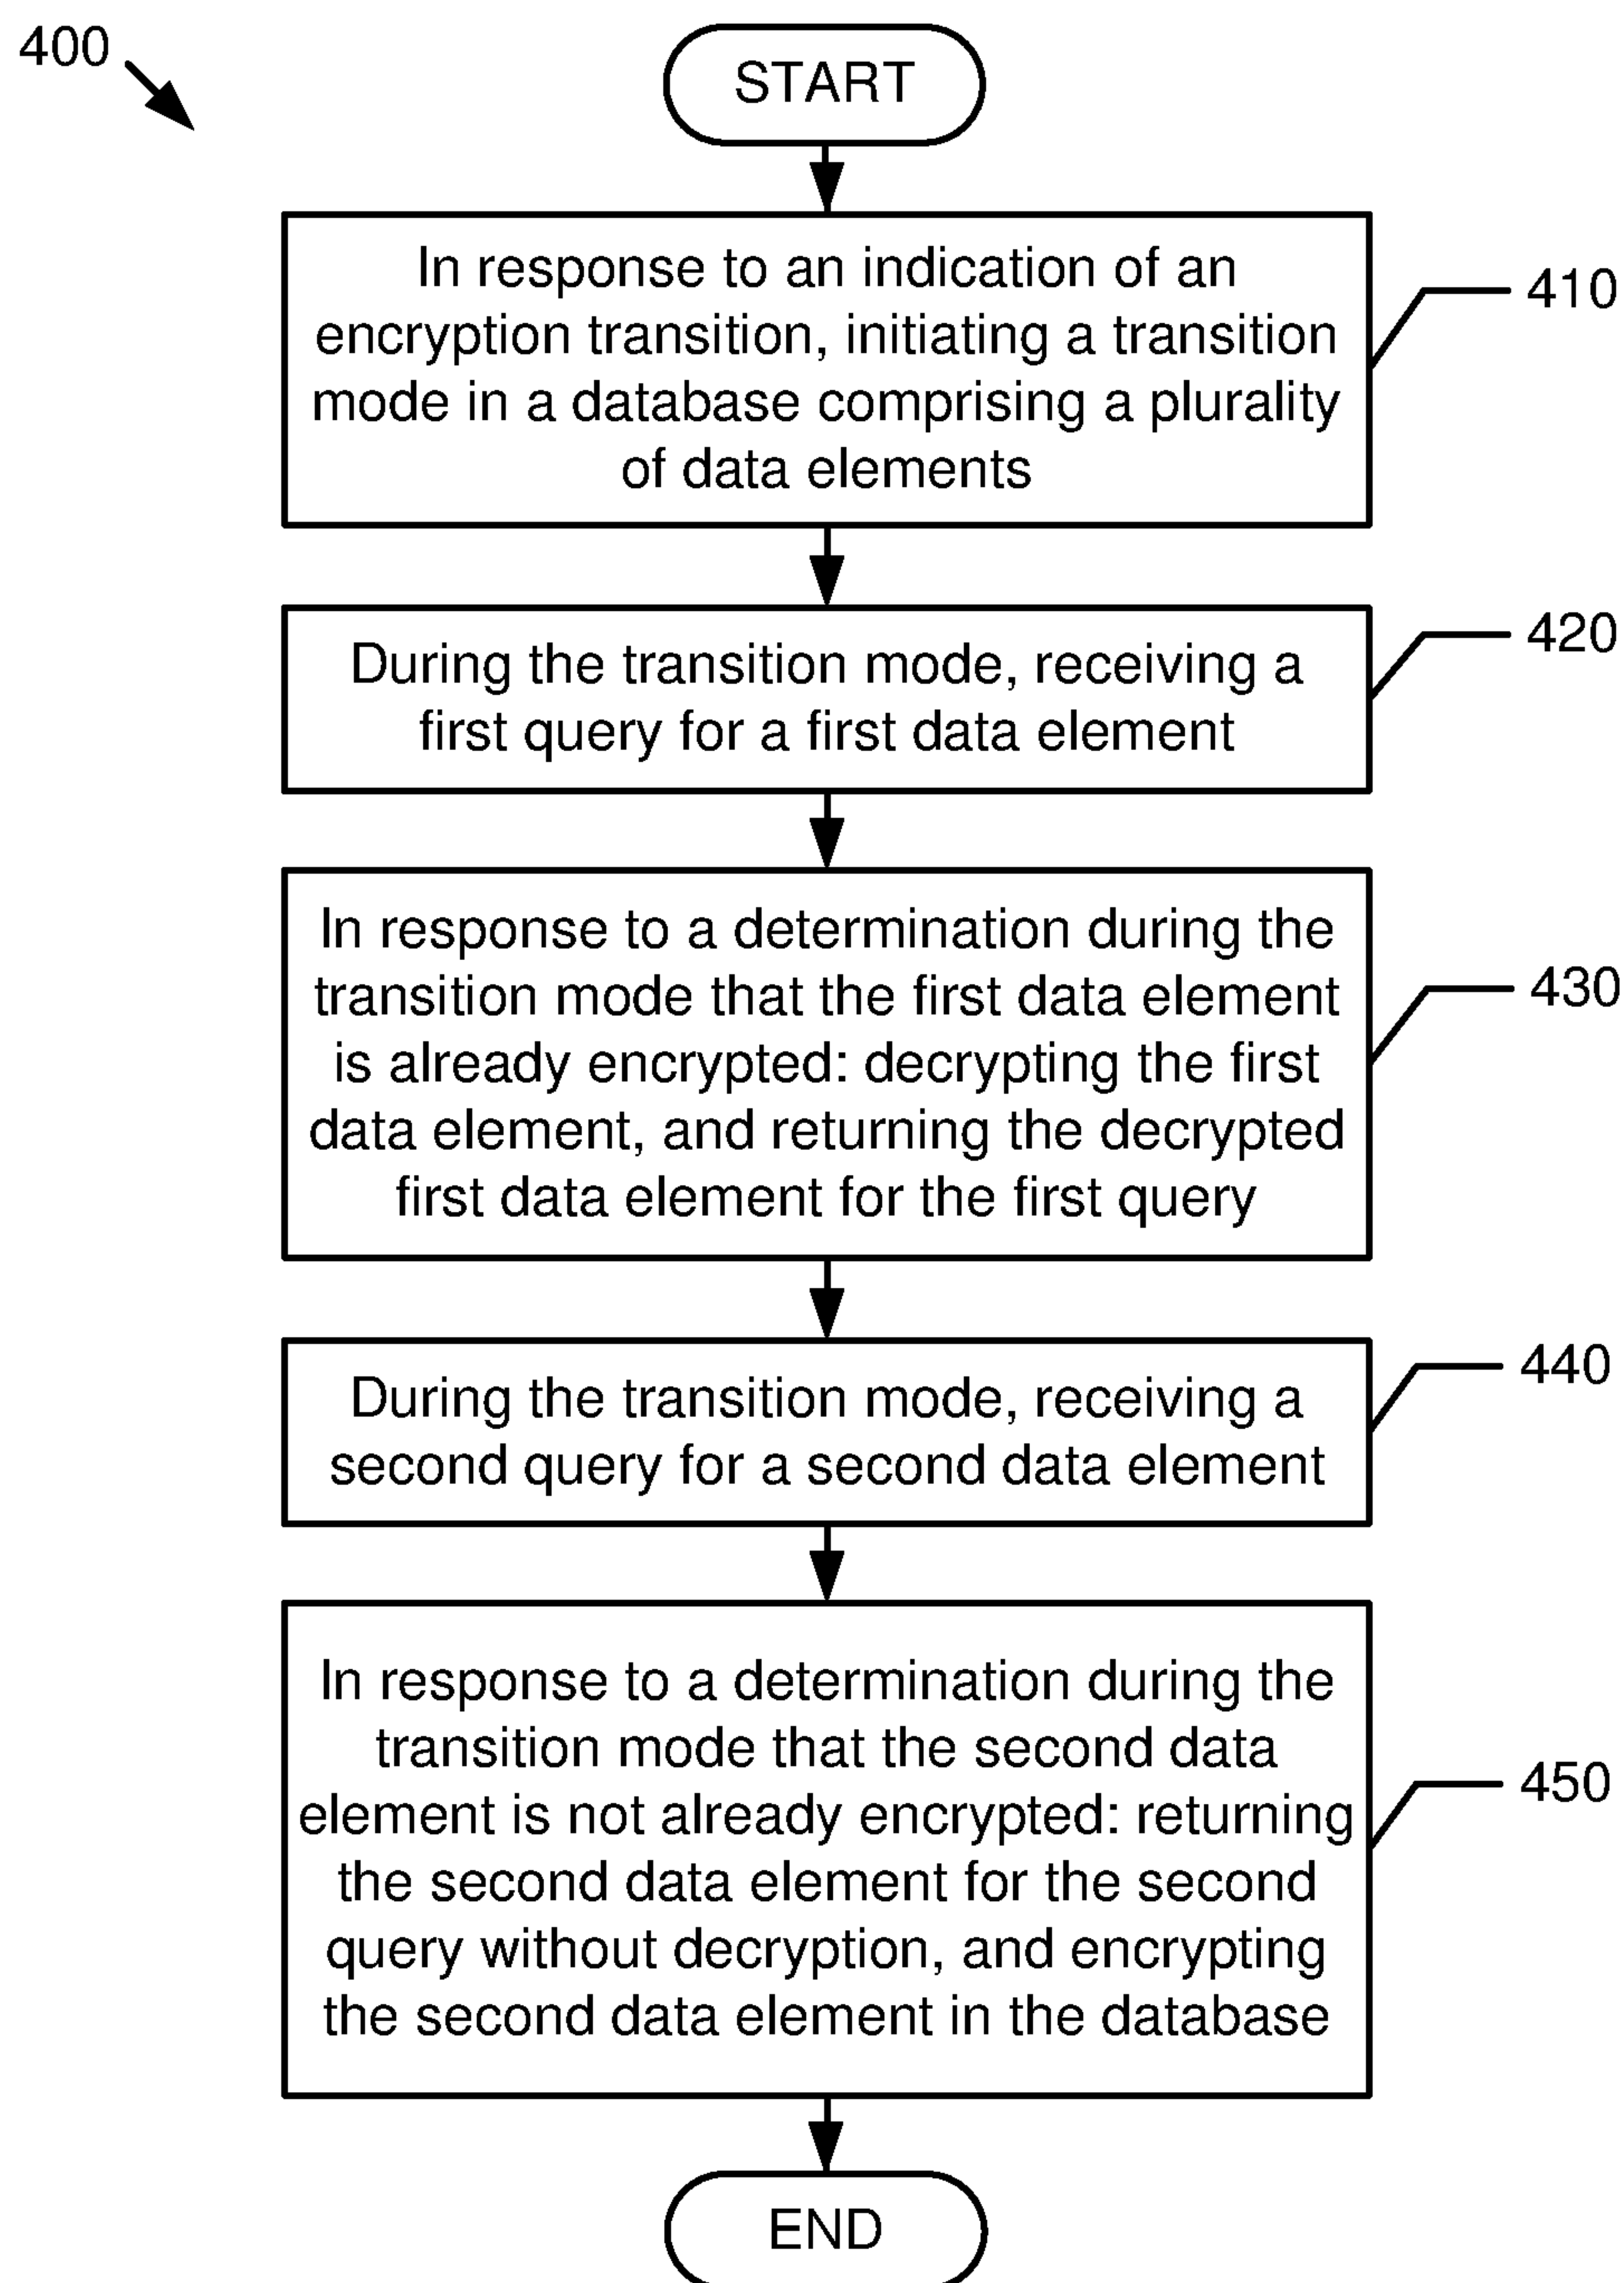 400
START
In response to an indication of an
encryption transition, initiating a transition
mode in a database comprising a plurality
of data elements
410
During the transition mode, receiving a
first query for a first data element
420
In response to a determination during the
transition mode that the first data element
is already encrypted: decrypting the first
data element, and returning the decrypted
first data element for the first query
430
During the transition mode, receiving a
second query for a second data element
440
In response to a determination during the
transition mode that the second data
element is not already encrypted: returning
the second data element for the second
query without decryption, and encrypting
the second data element in the database
450
END